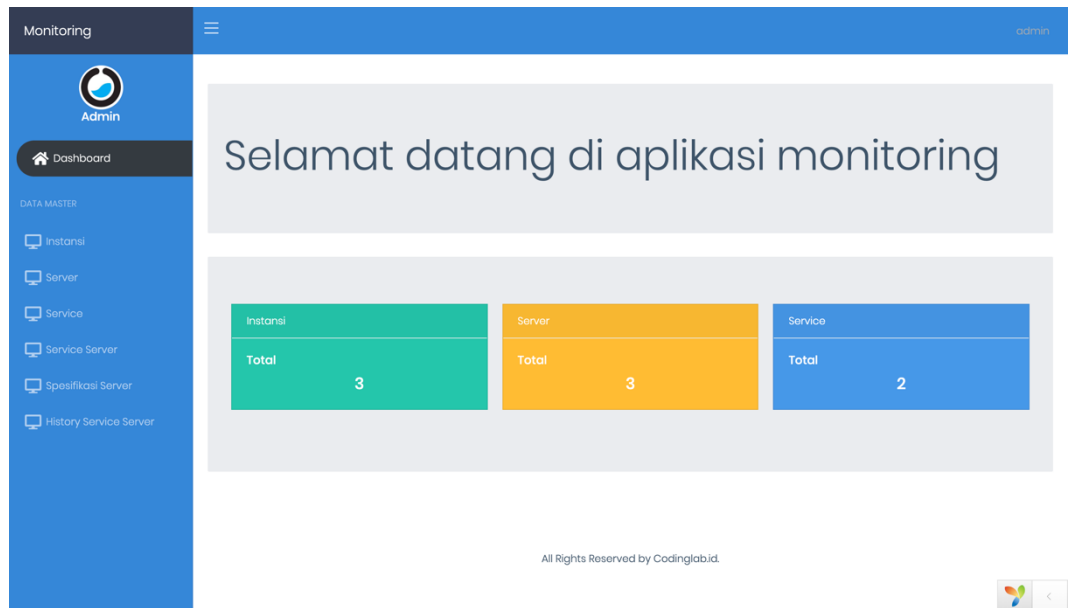 Monitoring
admin
Admin
Dashboard
DATA MASTER
Instansi
Server
Service
Service Server
Spesifikasi Server
History Service Server
Selamat datang di aplikasi monitoring
Instansi
Total
3
Server
Total
3
Service
Total
2
All Rights Reserved by Codinglab.id.